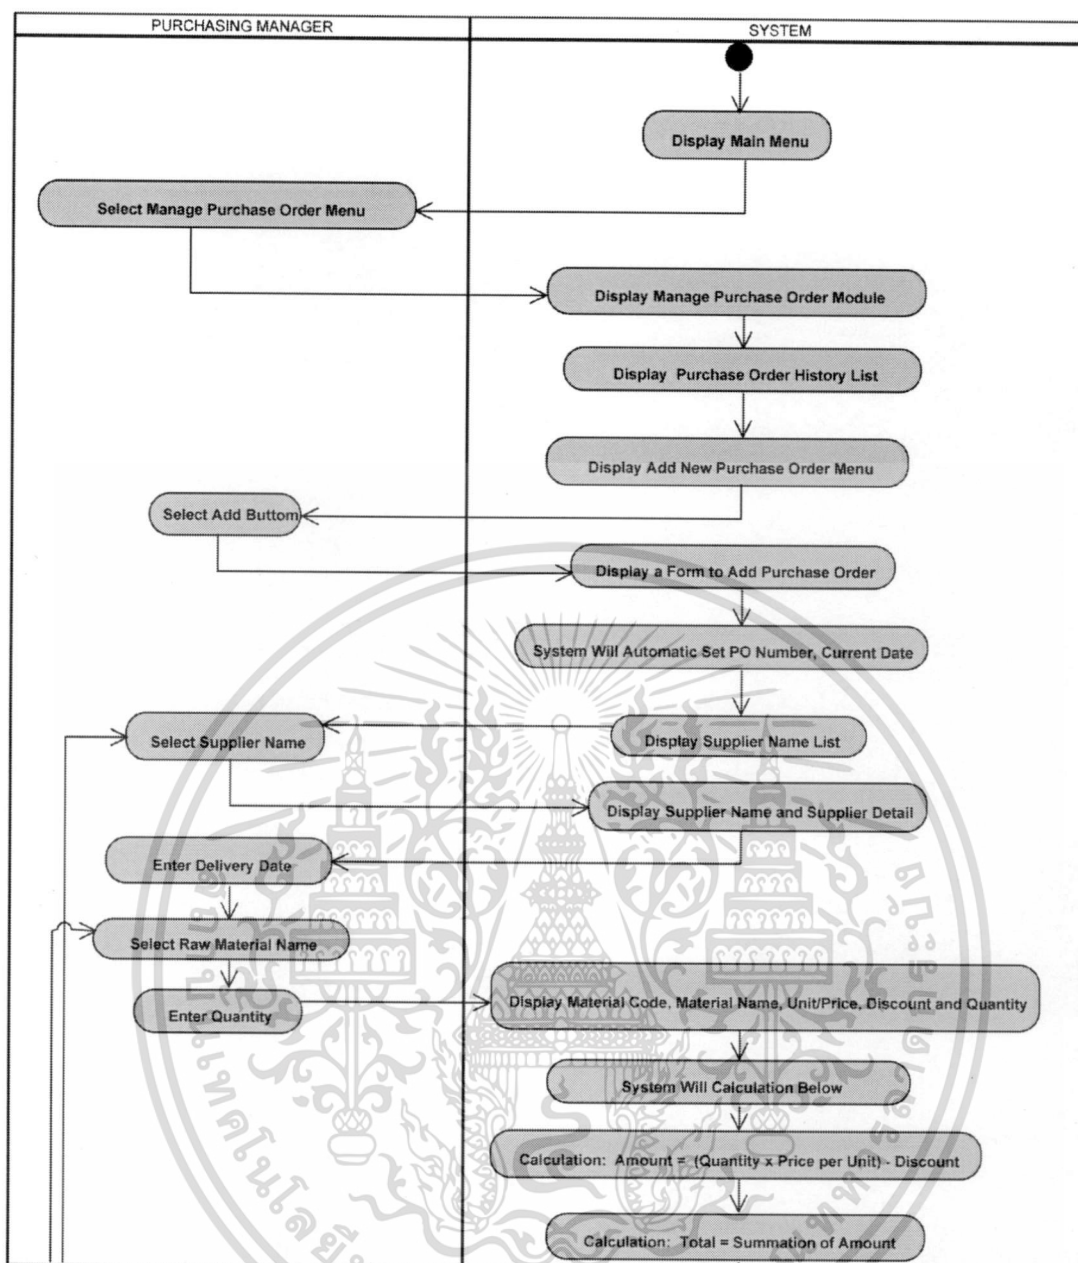 PURCHASING MANAGER
SYSTEM
Display Main Menu
Select Manage Purchase Order Menu
Display Manage Purchase Order Module
Display Purchase Order History List
Display Add New Purchase Order Menu
Select Add Buttom
Display a Form to Add Purchase Order
System Will Automatic Set PO Number, Current Date
Display Supplier Name List
Select Supplier Name
Display Supplier Name and Supplier Detail
Enter Delivery Date
Select Raw Material Name
Enter Quantity
Display Material Code, Material Name, Unit/Price, Discount and Quantity
System Will Calculation Below
Calculation: Amount = (Quantity x Price per Unit) - Discount
Calculation: Total = Summation of Amount